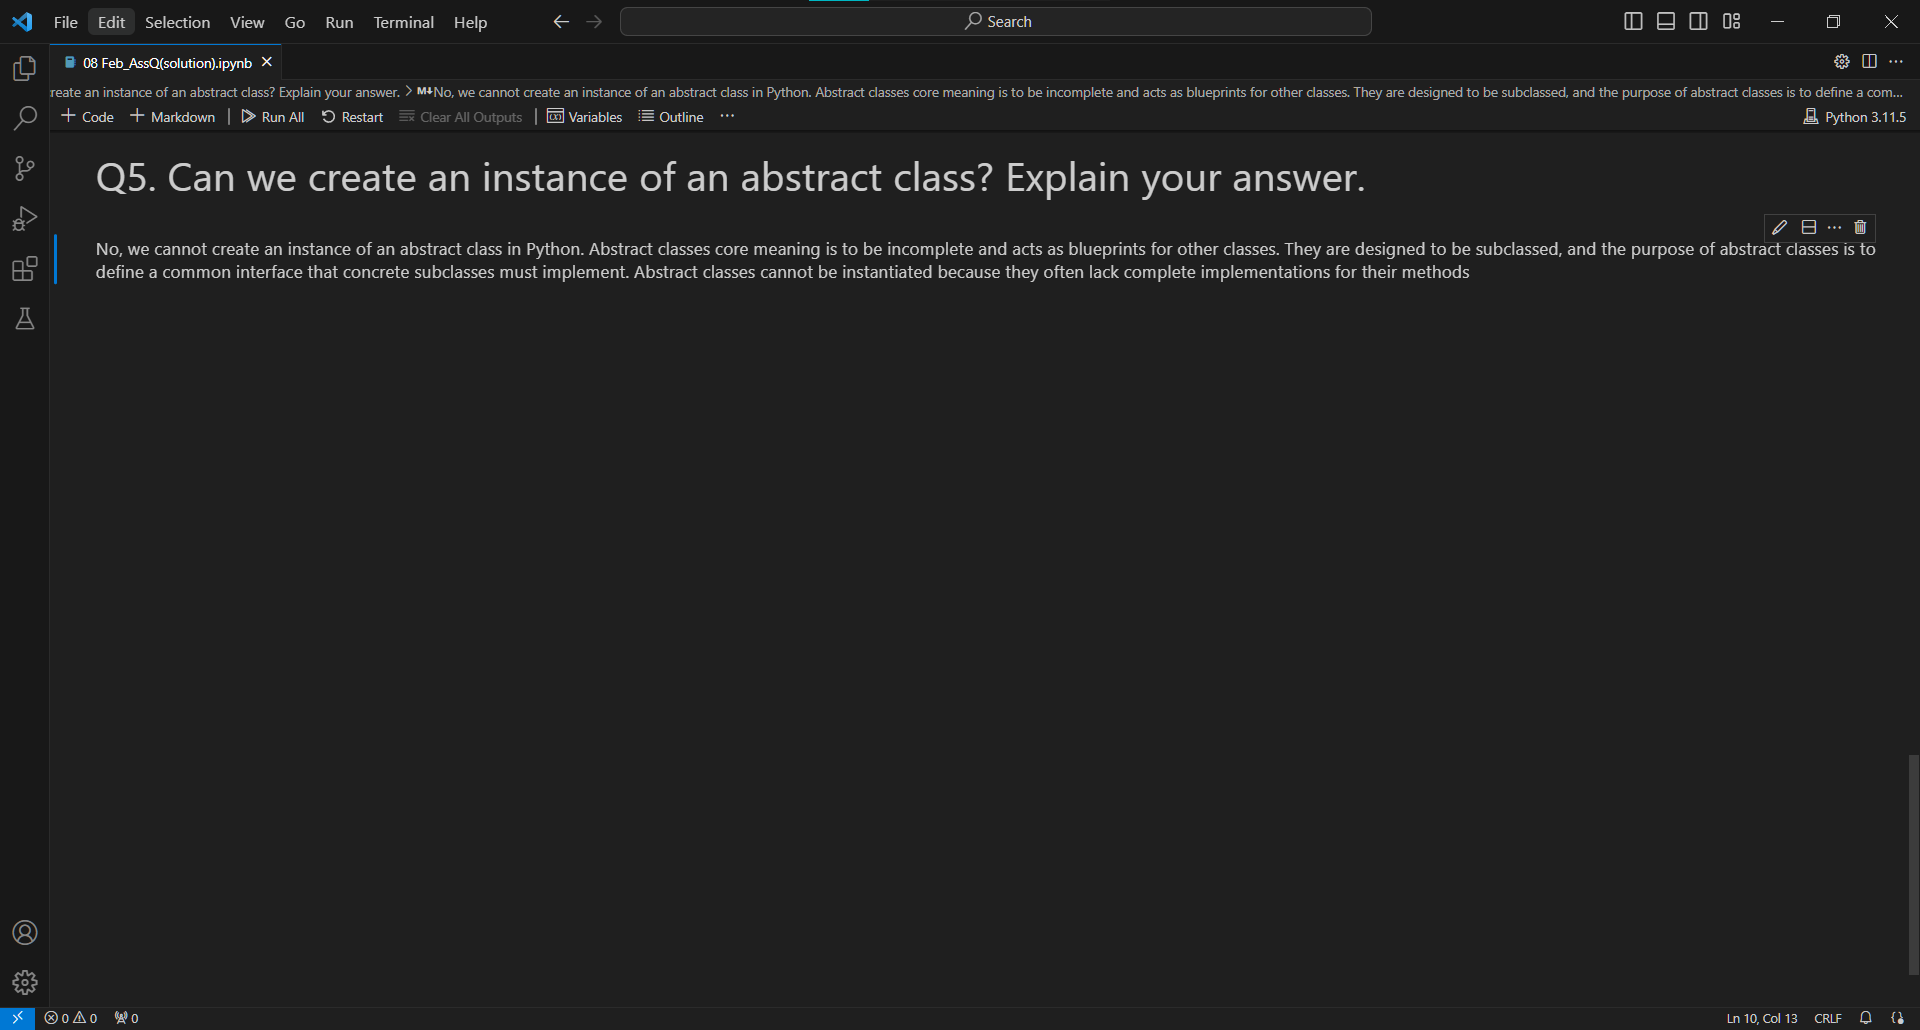 File Edit Selection View Go Run Terminal Help
Search
08 Feb_AssQ(solution).ipynb
reate an instance of an abstract class? Explain your answer. > M↓No, we cannot create an instance of an abstract class in Python. Abstract classes core meaning is to be incomplete and acts as blueprints for other classes. They are designed to be subclassed, and the purpose of abstract classes is to define a com...
+ Code + Markdown | Run All Restart Clear All Outputs | Variables Outline ... Python 3.11.5
Q5. Can we create an instance of an abstract class? Explain your answer.
No, we cannot create an instance of an abstract class in Python. Abstract classes core meaning is to be incomplete and acts as blueprints for other classes. They are designed to be subclassed, and the purpose of abstract classes is to
define a common interface that concrete subclasses must implement. Abstract classes cannot be instantiated because they often lack complete implementations for their methods
0 0 0 Ln 10, Col 13 CRLF